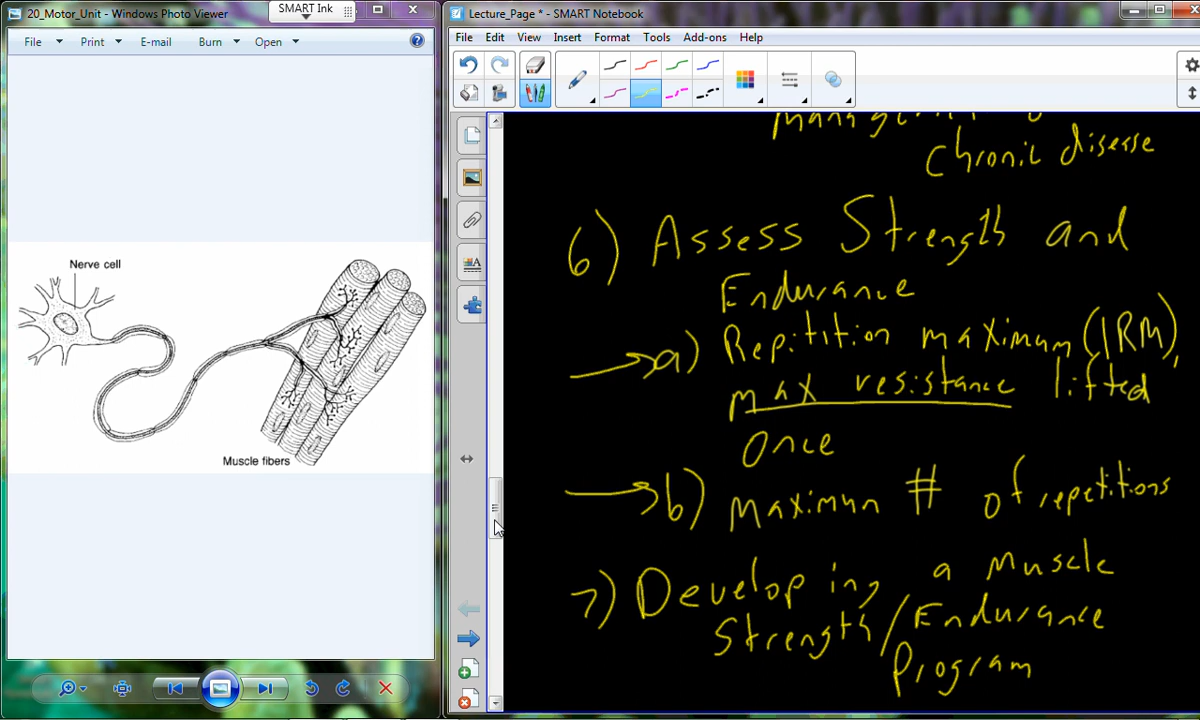 20_Motor_Unit - Windows Photo Viewer
SMART Ink
File Print E-mail Burn Open
Nerve cell
Muscle fibers
Lecture_Page * - SMART Notebook
File Edit View Insert Format Tools Add-ons Help
chronic disease
6) Assess Strength and
Endurance
a) Repitition maximum (1RM),
max resistance lifted
once
b) Maximum # of repetitions
7) Developing a Muscle
Strength/Endurance
Program